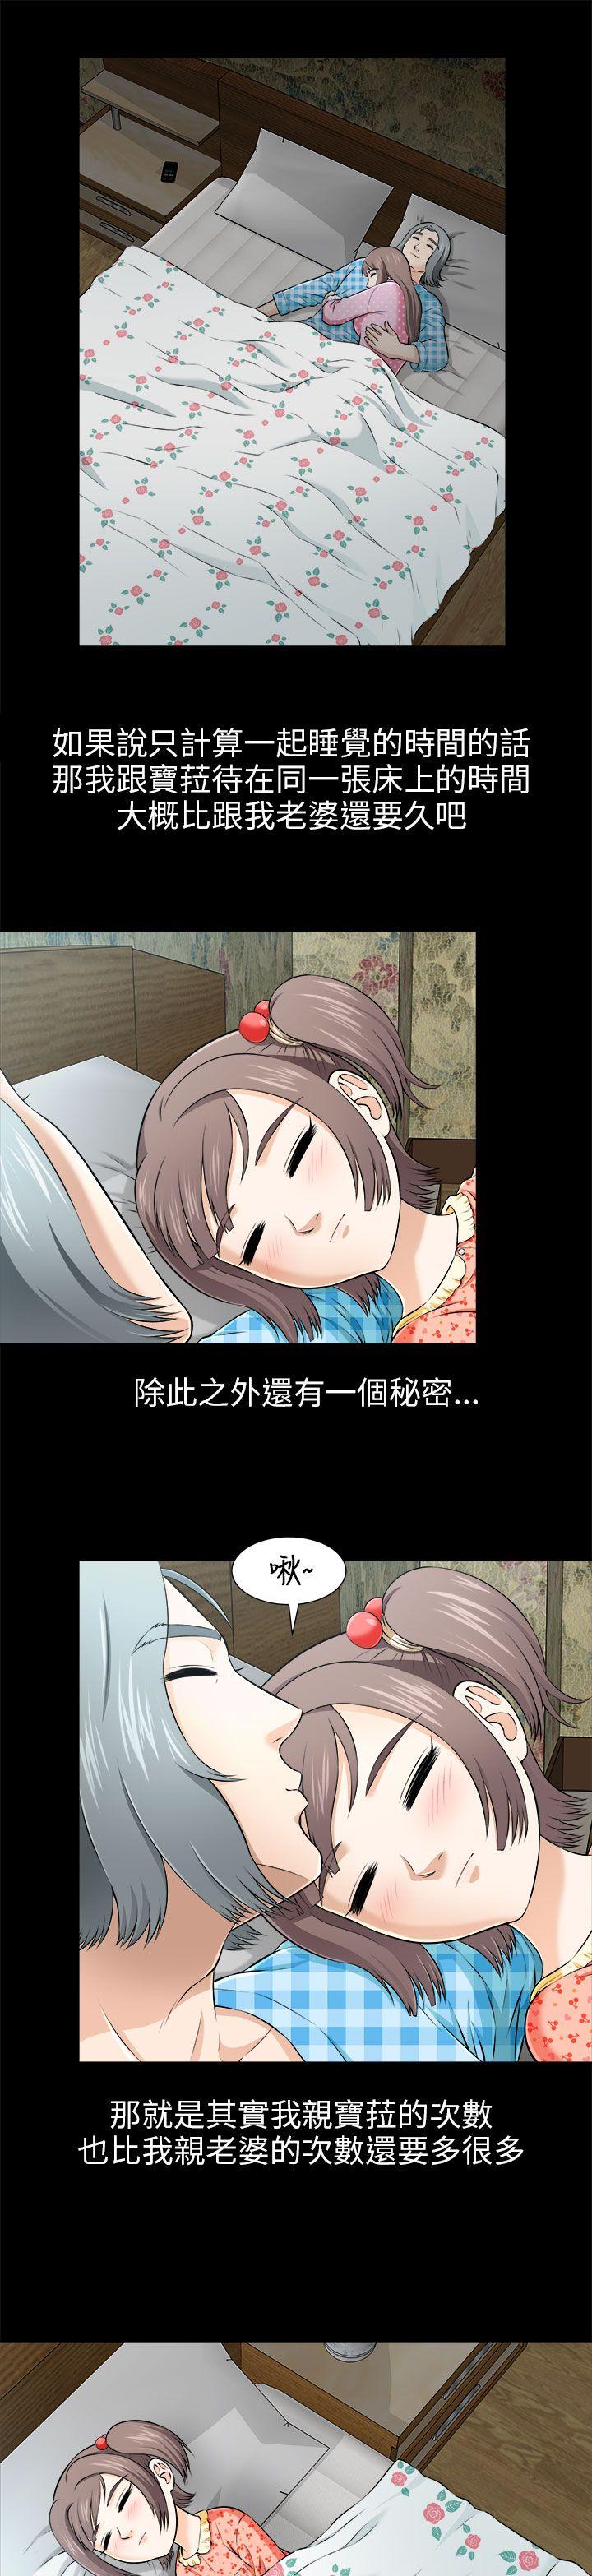 如果說只計算一起睡覺的時間的話
那我跟寶菈待在同一張床上的時間
大概比跟我老婆還要久吧
除此之外還有一個秘密...
啾~
那就是其實我親寶菈的次數
也比我親老婆的次數還要多很多